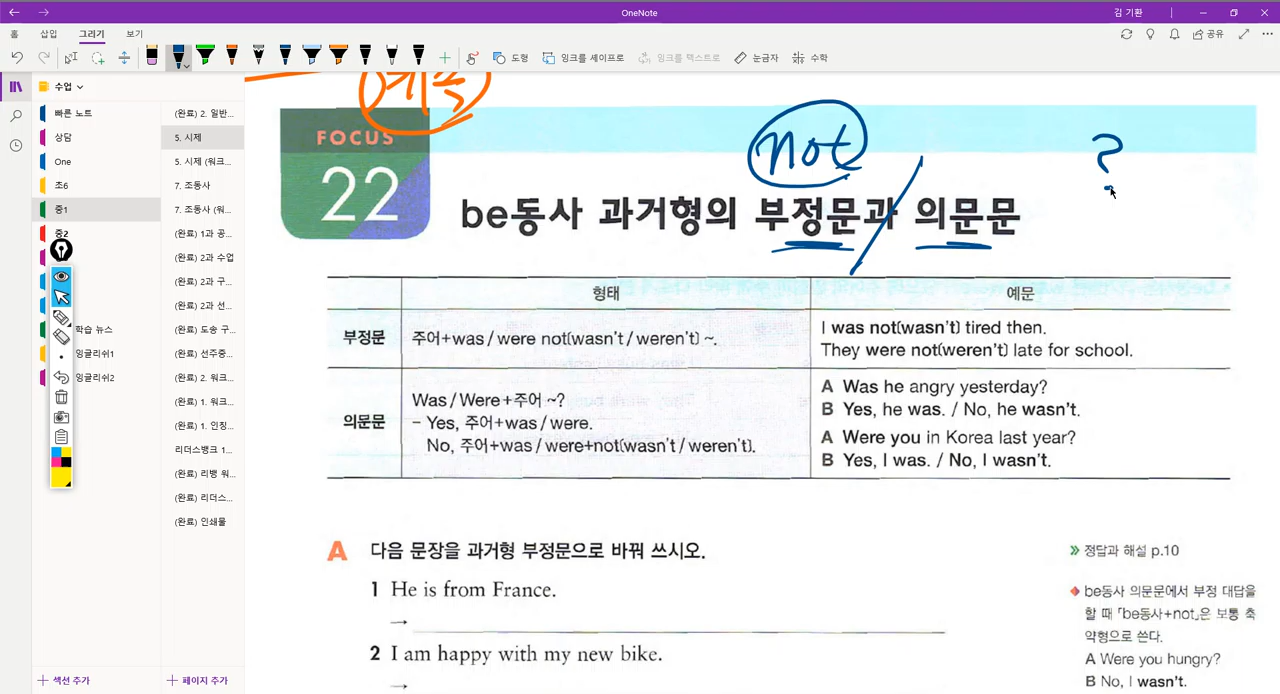 OneNote
김 기환
홈 삽입 그리기 보기
공유
도형 잉크를 셰이프로 잉크를 텍스트로 눈금자 수학
수업
빠른 노트
상담
One
초6
중1
중2
학습 뉴스
잉글리쉬1
잉글리쉬2
섹션 추가
(완료) 2. 일반...
5. 시제
5. 시제 (워크...
7. 조동사
7. 조동사 (워...
(완료) 1과 공...
(완료) 2과 수업
(완료) 2과 구...
(완료) 2과 선...
(완료) 도송 구...
(완료) 선주중...
(완료) 2. 워크...
(완료) 1. 워크...
(완료) 1. 인칭...
리더스뱅크 1...
(완료) 리뱅 워...
(완료) 리더스...
(완료) 인쇄물
페이지 추가
FOCUS
22
not
?
be동사 과거형의 부정문과 의문문
형태 예문
부정문 주어+was / were not(wasn't / weren't) ~. I was not(wasn't) tired then.
They were not(weren't) late for school.
의문문 Was / Were+주어 ~?
- Yes, 주어+was / were.
No, 주어+was / were+not(wasn't / weren't).
A Was he angry yesterday?
B Yes, he was. / No, he wasn't.
A Were you in Korea last year?
B Yes, I was. / No, I wasn't.
A 다음 문장을 과거형 부정문으로 바꿔 쓰시오.
1 He is from France.
→
2 I am happy with my new bike.
→
» 정답과 해설 p.10
◆ be동사 의문문에서 부정 대답을
할 때 「be동사+not」은 보통 축
약형으로 쓴다.
A Were you hungry?
B No, I wasn't.